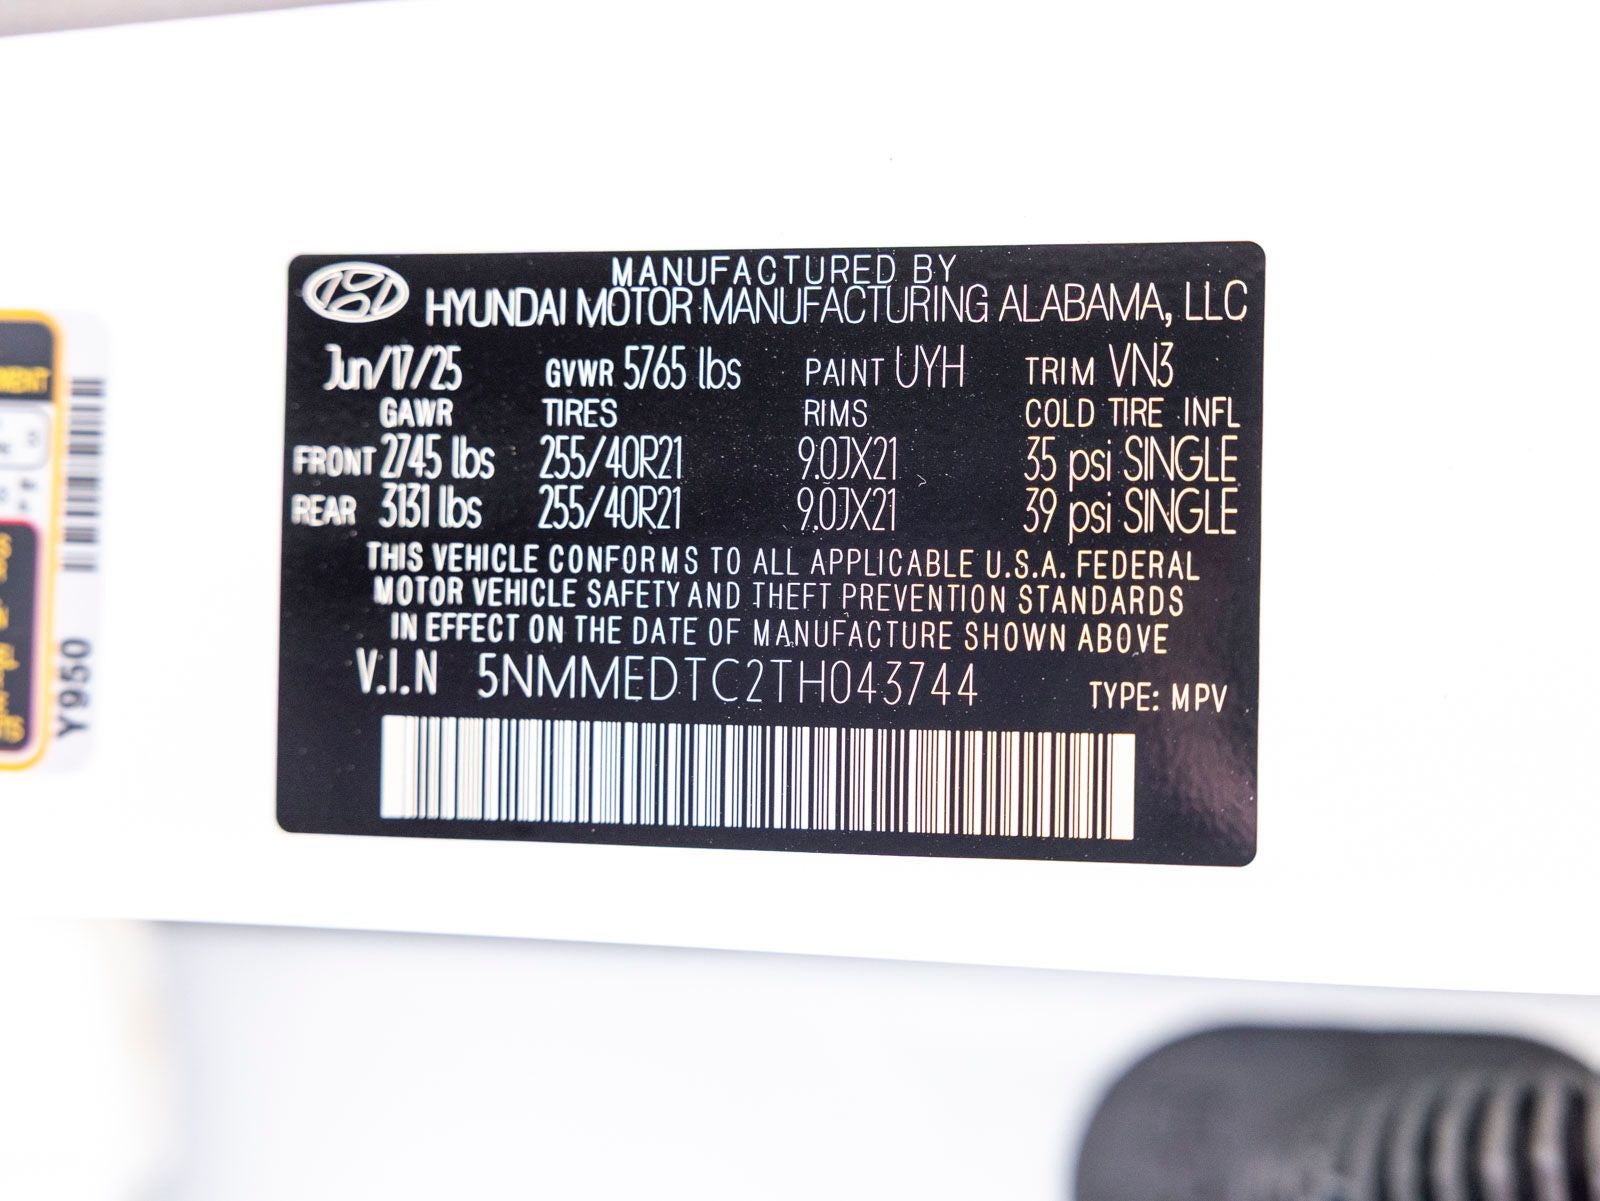 MANUFACTURED BY
HYUNDAI MOTOR MANUFACTURING ALABAMA, LLC
Jun/17/25 GVWR 5765 lbs PAINT UYH TRIM VN3
GAWR TIRES RIMS COLD TIRE INFL
FRONT 2745 lbs 255/40R21 9.0JX21 35 psi SINGLE
REAR 3131 lbs 255/40R21 9.0JX21 39 psi SINGLE
THIS VEHICLE CONFORMS TO ALL APPLICABLE U.S.A. FEDERAL
MOTOR VEHICLE SAFETY AND THEFT PREVENTION STANDARDS
IN EFFECT ON THE DATE OF MANUFACTURE SHOWN ABOVE
V.I.N 5NMMEDTC2TH043744 TYPE: MPV
Y950